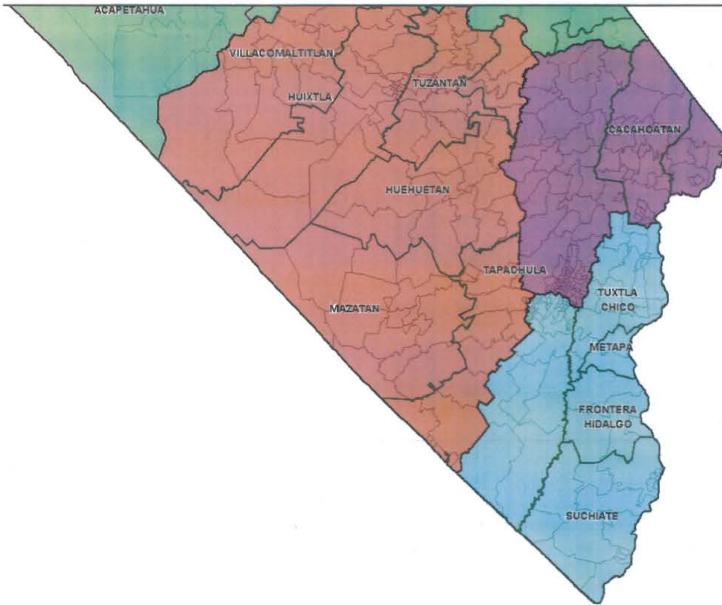 ACAPETAHUA
VILLACOMALTITLAN
HUIXTLA
TUZANTAN
CACAHOATAN
HUEHUETAN
TAPACHULA
MAZATAN
TUXTLA
CHICO
METAPA
FRONTERA
HIDALGO
SUCHIATE